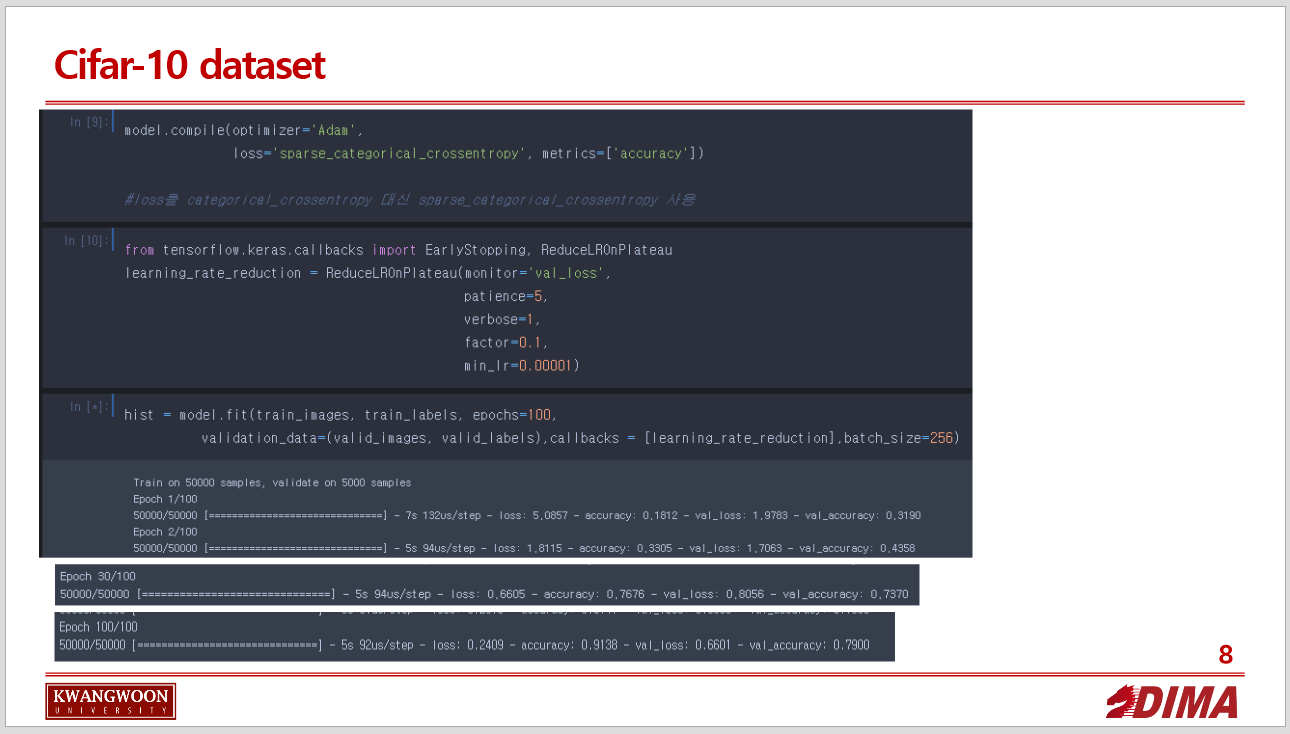 Cifar-10 dataset
In [9]:
model.compile(optimizer='Adam',
loss='sparse_categorical_crossentropy', metrics=['accuracy'])
#loss를 categorical_crossentropy 대신 sparse_categorical_crossentropy 사용
In [10]:
from tensorflow.keras.callbacks import EarlyStopping, ReduceLROnPlateau
learning_rate_reduction = ReduceLROnPlateau(monitor='val_loss',
patience=5,
verbose=1,
factor=0.1,
min_lr=0.00001)
In [*]:
hist = model.fit(train_images, train_labels, epochs=100,
validation_data=(valid_images, valid_labels),callbacks = [learning_rate_reduction],batch_size=256)
Train on 50000 samples, validate on 5000 samples
Epoch 1/100
50000/50000 [==============================] - 7s 132us/step - loss: 5.0857 - accuracy: 0.1812 - val_loss: 1.9783 - val_accuracy: 0.3190
Epoch 2/100
50000/50000 [==============================] - 5s 94us/step - loss: 1.8115 - accuracy: 0.3305 - val_loss: 1.7063 - val_accuracy: 0.4358
Epoch 30/100
50000/50000 [==============================] - 5s 94us/step - loss: 0.6605 - accuracy: 0.7676 - val_loss: 0.8056 - val_accuracy: 0.7370
Epoch 100/100
50000/50000 [==============================] - 5s 92us/step - loss: 0.2409 - accuracy: 0.9138 - val_loss: 0.6601 - val_accuracy: 0.7900
8
KWANGWOON
UNIVERSITY
DIMA